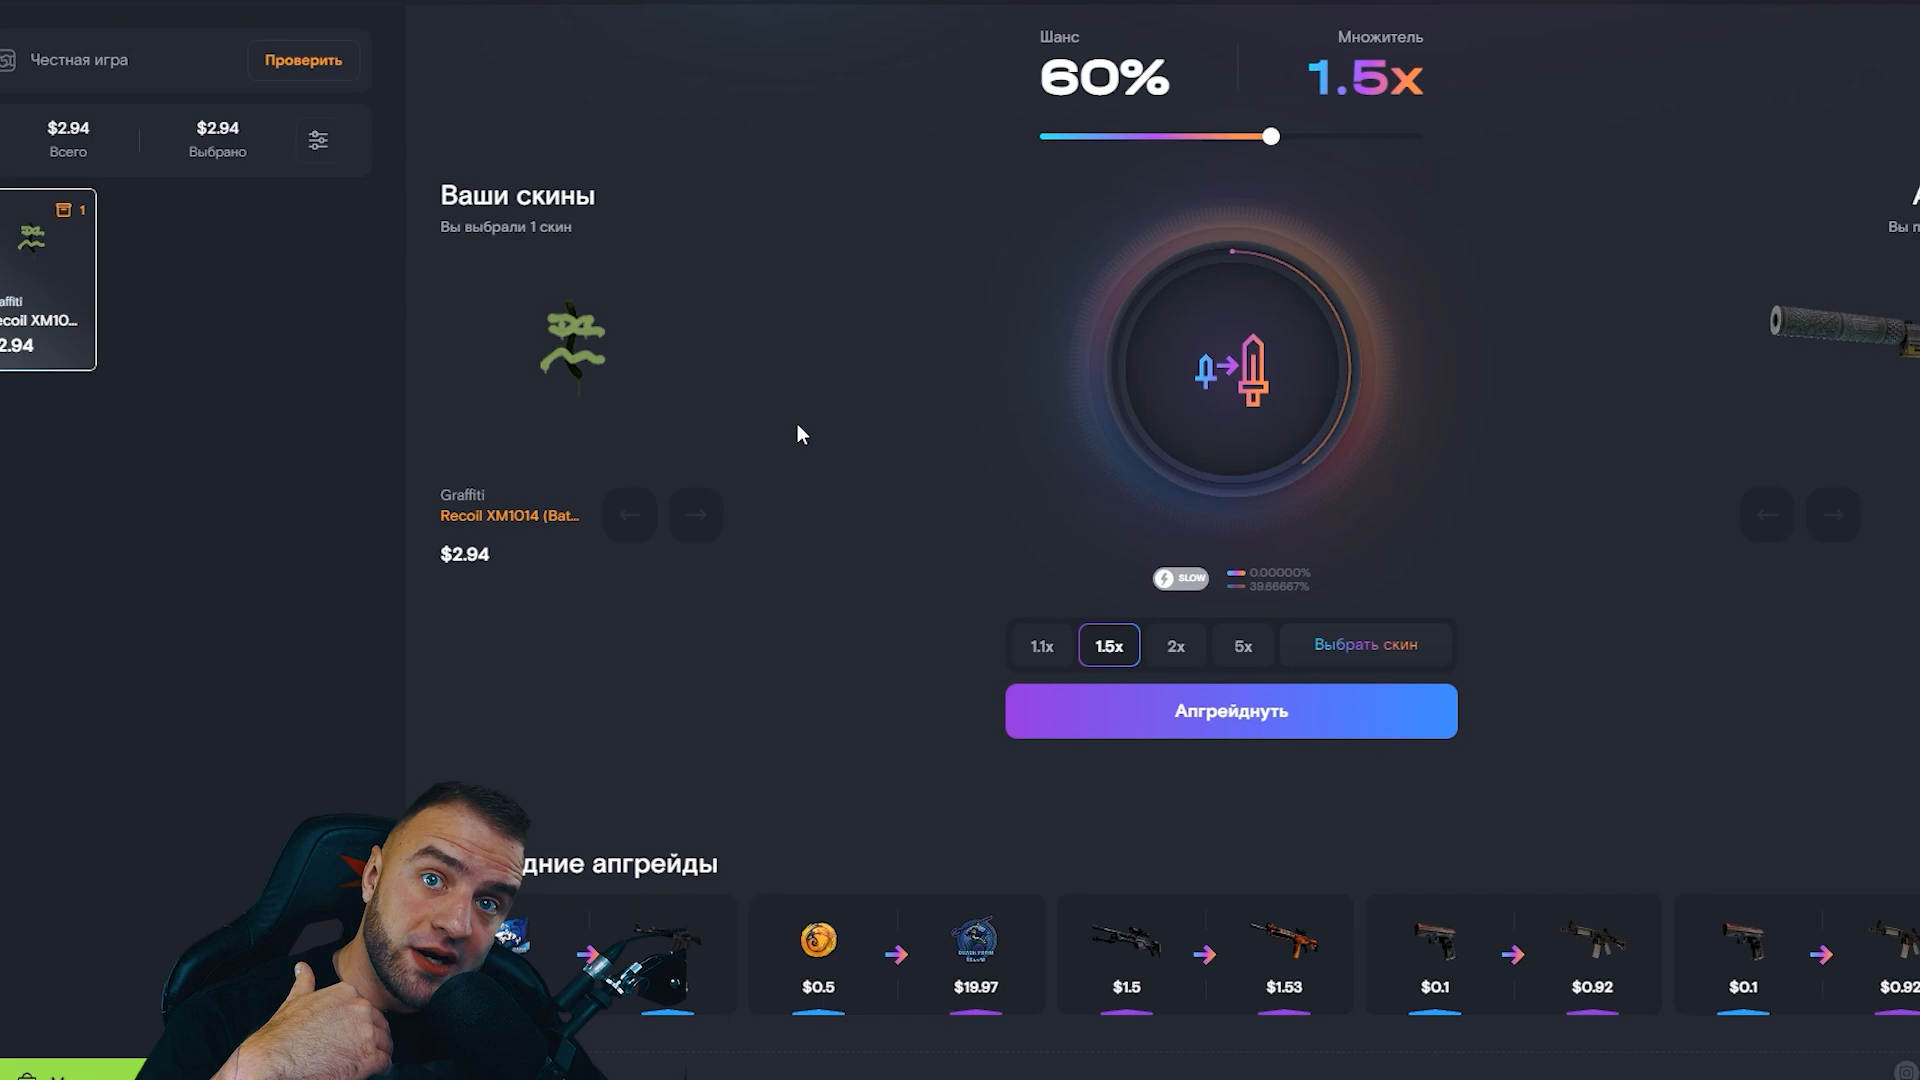 Честная игра
Проверить
$2.94
Всего
$2.94
Выбрано
1
affiti
ecoil XM10...
2.94
Шанс
60%
Множитель
1.5x
Ваши скины
Вы выбрали 1 скин
Graffiti
Recoil XM1014 (Bat...
$2.94
SLOW
0.00000%
39.66667%
1.1x
1.5x
2x
5x
Выбрать скин
Апгрейднуть
Вы п
дние апгрейды
$0.5
$19.97
$1.5
$1.53
$0.1
$0.92
$0.1
$0.92